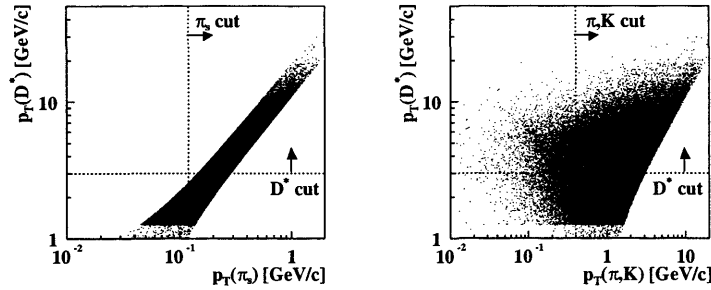 p_T(D*) [GeV/c]
π_s cut
10
D* cut
1
10⁻² 10⁻¹ 1
p_T(π_s) [GeV/c]
p_T(D*) [GeV/c]
π,K cut
10
D* cut
1
10⁻² 10⁻¹ 1 10
p_T(π,K) [GeV/c]